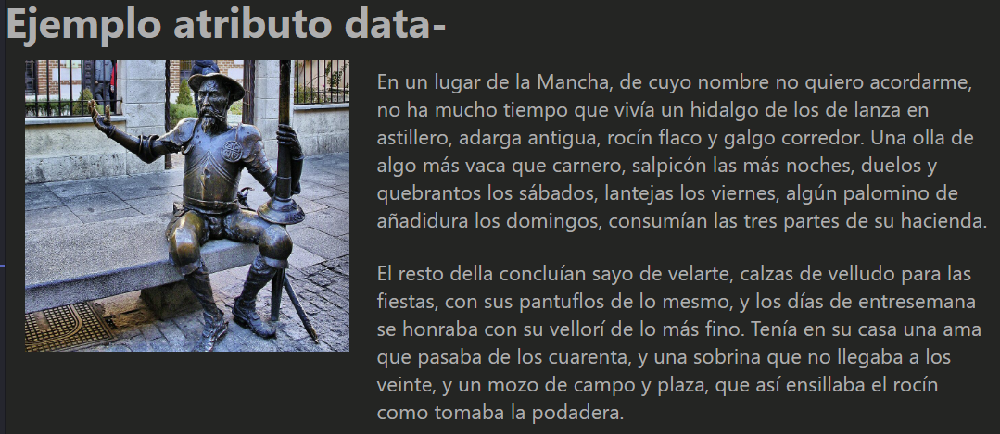 Ejemplo atributo data-
En un lugar de la Mancha, de cuyo nombre no quiero acordarme,
no ha mucho tiempo que vivía un hidalgo de los de lanza en
astillero, adarga antigua, rocín flaco y galgo corredor. Una olla de
algo más vaca que carnero, salpicón las más noches, duelos y
quebrantos los sábados, lantejas los viernes, algún palomino de
añadidura los domingos, consumían las tres partes de su hacienda.
El resto della concluían sayo de velarte, calzas de velludo para las
fiestas, con sus pantuflos de lo mesmo, y los días de entresemana
se honraba con su vellorí de lo más fino. Tenía en su casa una ama
que pasaba de los cuarenta, y una sobrina que no llegaba a los
veinte, y un mozo de campo y plaza, que así ensillaba el rocín
como tomaba la podadera.